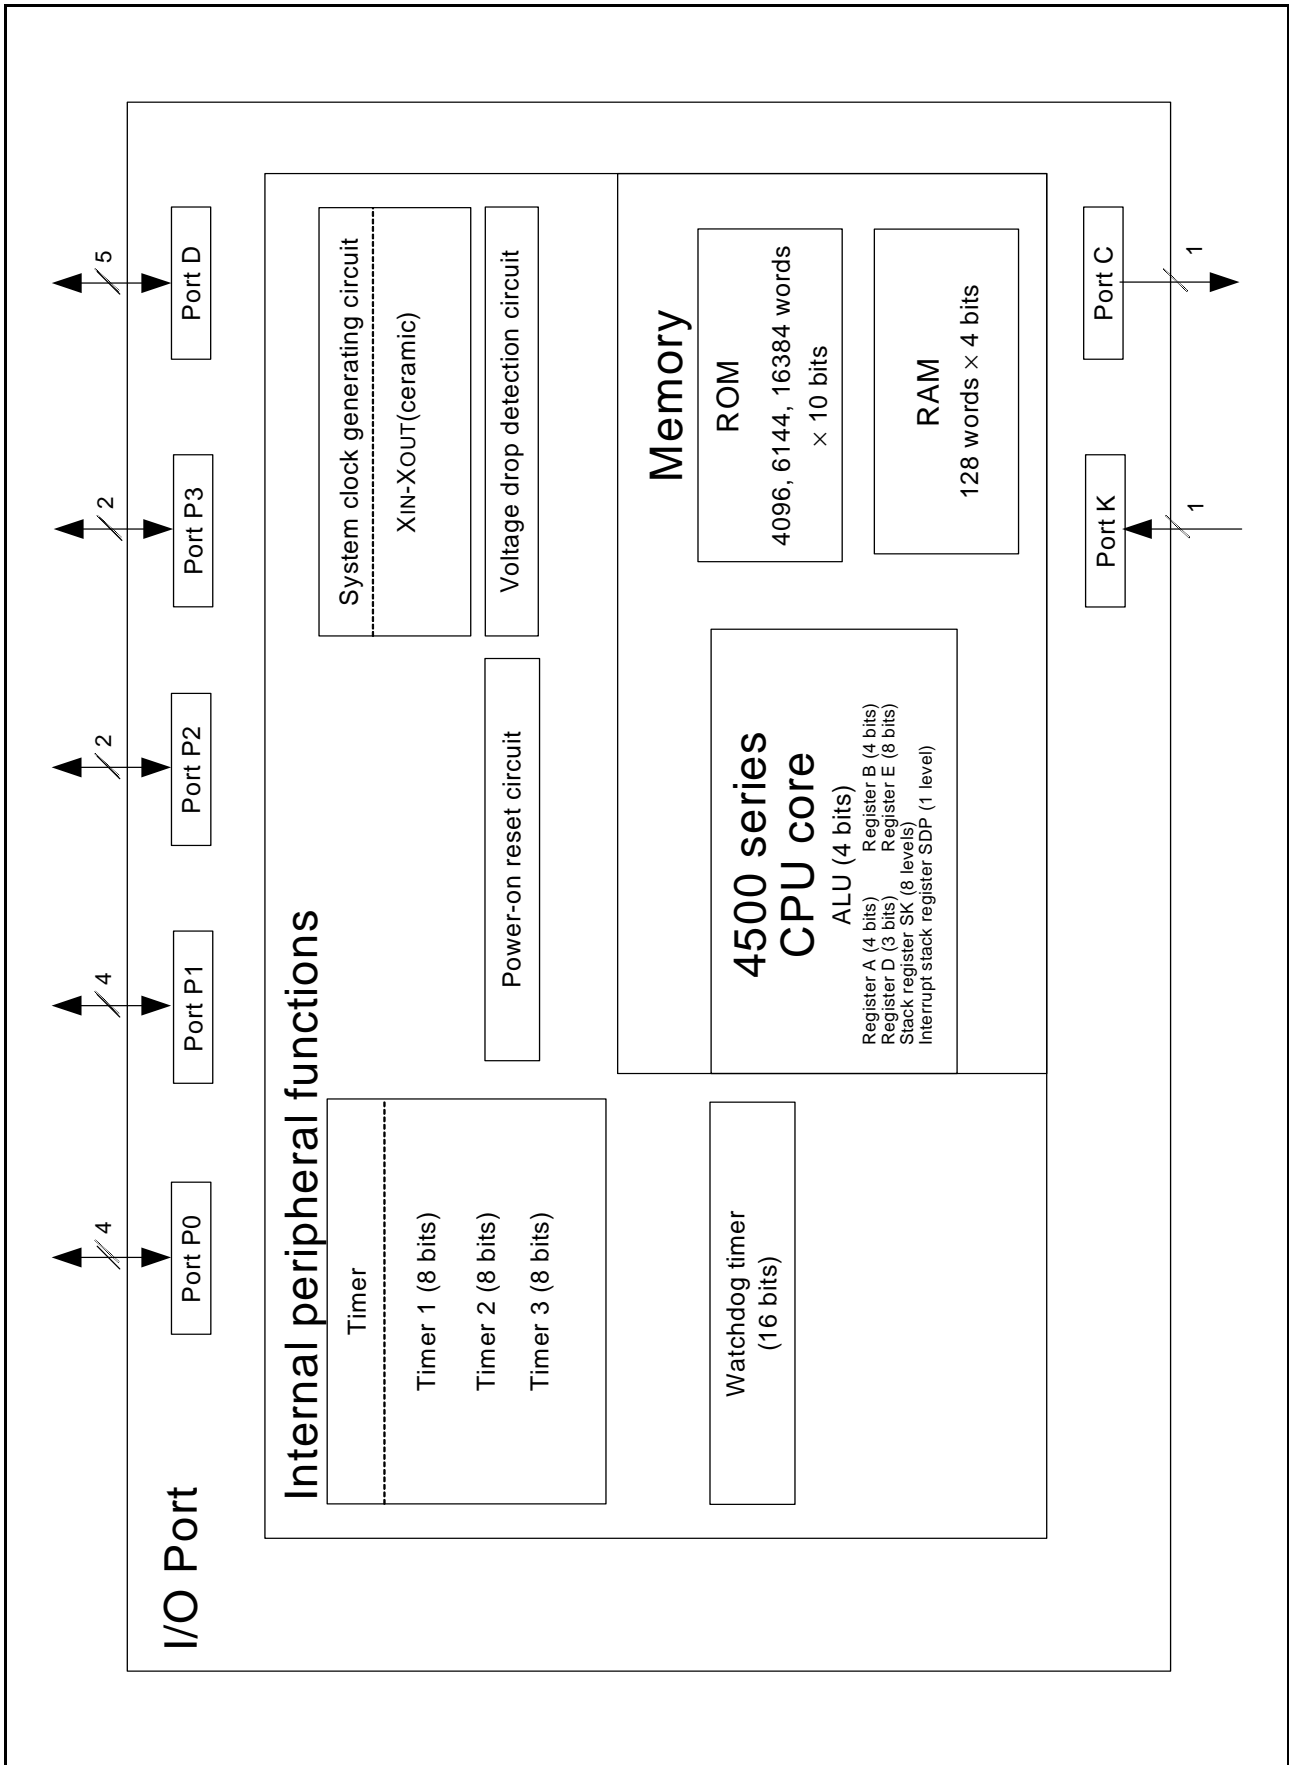 I/O Port
4
4
2
2
5
Port P0
Port P1
Port P2
Port P3
Port D
Internal peripheral functions
Timer
Timer 1 (8 bits)
Timer 2 (8 bits)
Timer 3 (8 bits)
System clock generating circuit
XIN-XOUT(ceramic)
Power-on reset circuit
Voltage drop detection circuit
Watchdog timer
(16 bits)
4500 series
CPU core
ALU (4 bits)
Register A (4 bits) Register B (4 bits)
Register D (3 bits) Register E (8 bits)
Stack register SK (8 levels)
Interrupt stack register SDP (1 level)
Memory
ROM
4096, 6144, 16384 words
× 10 bits
RAM
128 words × 4 bits
Port K
Port C
1
1